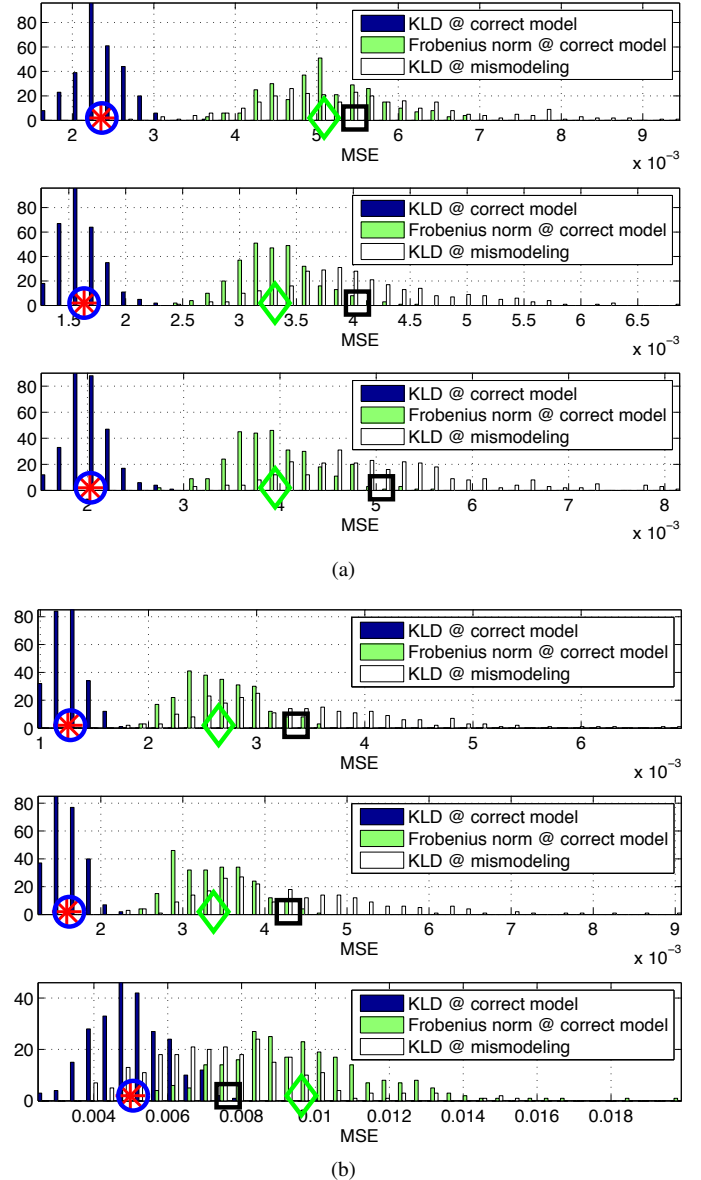 80
60
40
20
0
KLD @ correct model
Frobenius norm @ correct model
KLD @ mismodeling
2 3 4 5 6 7 8 9
MSE
x 10⁻³
80
60
40
20
0
KLD @ correct model
Frobenius norm @ correct model
KLD @ mismodeling
1.5 2 2.5 3 3.5 4 4.5 5 5.5 6 6.5
MSE
x 10⁻³
80
60
40
20
0
KLD @ correct model
Frobenius norm @ correct model
KLD @ mismodeling
2 3 4 5 6 7 8
MSE
x 10⁻³
(a)
80
60
40
20
0
KLD @ correct model
Frobenius norm @ correct model
KLD @ mismodeling
1 2 3 4 5 6
MSE
x 10⁻³
80
60
40
20
0
KLD @ correct model
Frobenius norm @ correct model
KLD @ mismodeling
2 3 4 5 6 7 8 9
MSE
x 10⁻³
40
20
0
KLD @ correct model
Frobenius norm @ correct model
KLD @ mismodeling
0.004 0.006 0.008 0.01 0.012 0.014 0.016 0.018
MSE
(b)